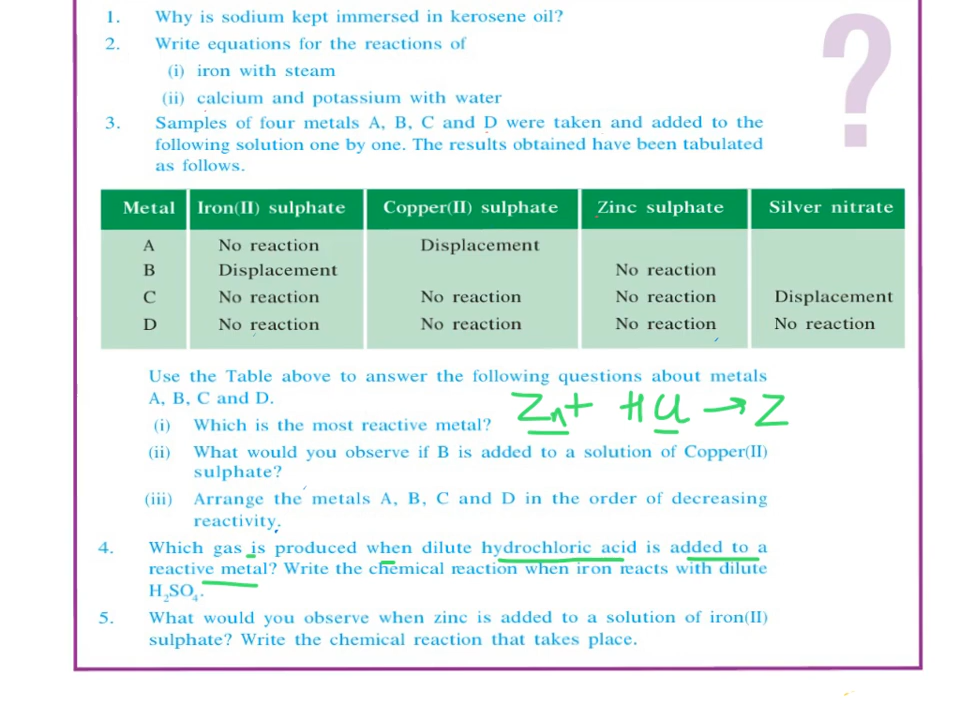 1. Why is sodium kept immersed in kerosene oil?
2. Write equations for the reactions of
(i) iron with steam
(ii) calcium and potassium with water
3. Samples of four metals A, B, C and D were taken and added to the
following solution one by one. The results obtained have been tabulated
as follows.
Metal Iron(II) sulphate Copper(II) sulphate Zinc sulphate Silver nitrate
A No reaction Displacement
B Displacement No reaction
C No reaction No reaction No reaction Displacement
D No reaction No reaction No reaction No reaction
Use the Table above to answer the following questions about metals
A, B, C and D.
Zn + HCl → Z
(i) Which is the most reactive metal?
(ii) What would you observe if B is added to a solution of Copper(II)
sulphate?
(iii) Arrange the metals A, B, C and D in the order of decreasing
reactivity.
4. Which gas is produced when dilute hydrochloric acid is added to a
reactive metal? Write the chemical reaction when iron reacts with dilute
H₂SO₄.
5. What would you observe when zinc is added to a solution of iron(II)
sulphate? Write the chemical reaction that takes place.
?